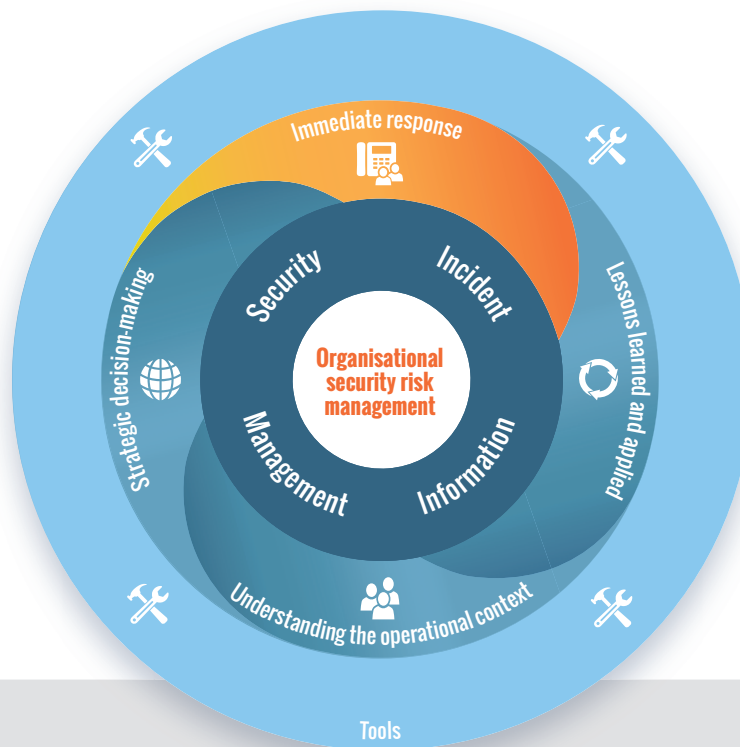 Immediate response
Security
Incident
Information
Management
Organisational
security risk
management
Strategic decision-making
Lessons learned and applied
Understanding the operational context
Tools